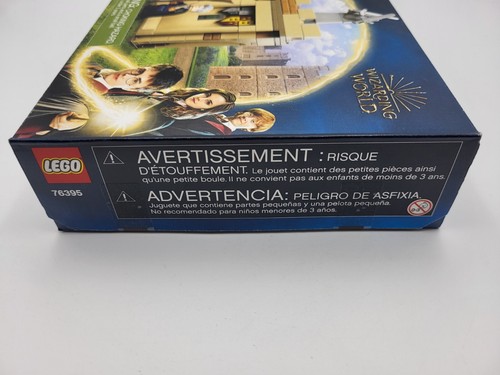 WIZARDING
WORLD
LEGO
76395
AVERTISSEMENT : RISQUE
D'ÉTOUFFEMENT. Le jouet contient des petites pièces ainsi
qu'une petite boule. Il ne convient pas aux enfants de moins de 3 ans.
ADVERTENCIA: PELIGRO DE ASFIXIA
Juguete que contiene partes pequeñas y una pelota pequeña.
No recomendado para niños menores de 3 años.